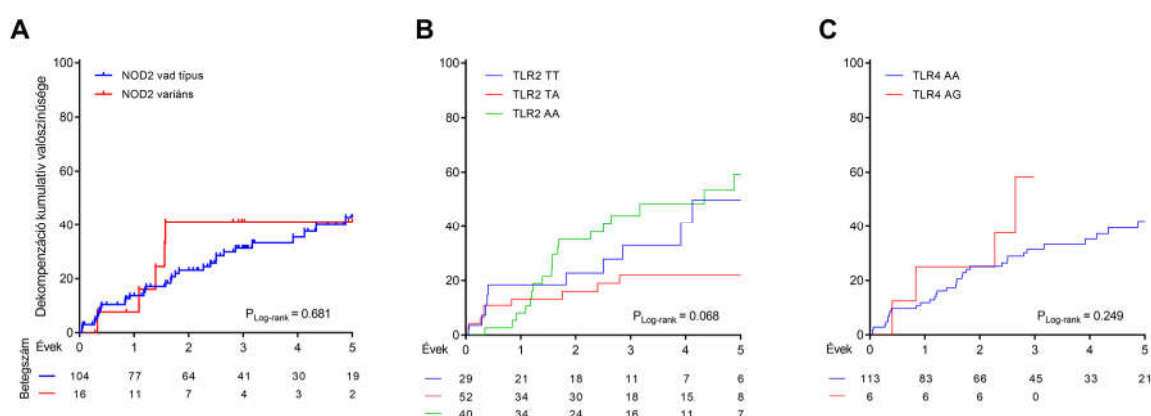 A
Dekompenzáció kumulatív valószínűsége
100
80
60
40
20
0
NOD2 vad típus
NOD2 variáns
PLog-rank = 0.681
Évek 0 1 2 3 4 5
Betegszám
104 77 64 41 30 19
16 11 7 4 3 2
B
100
80
60
40
20
0
TLR2 TT
TLR2 TA
TLR2 AA
PLog-rank = 0.068
Évek 0 1 2 3 4 5
29 21 18 11 7 6
52 34 30 18 15 8
40 34 24 16 11 7
C
100
80
60
40
20
0
TLR4 AA
TLR4 AG
PLog-rank = 0.249
Évek 0 1 2 3 4 5
113 83 66 45 33 21
6 6 6 0